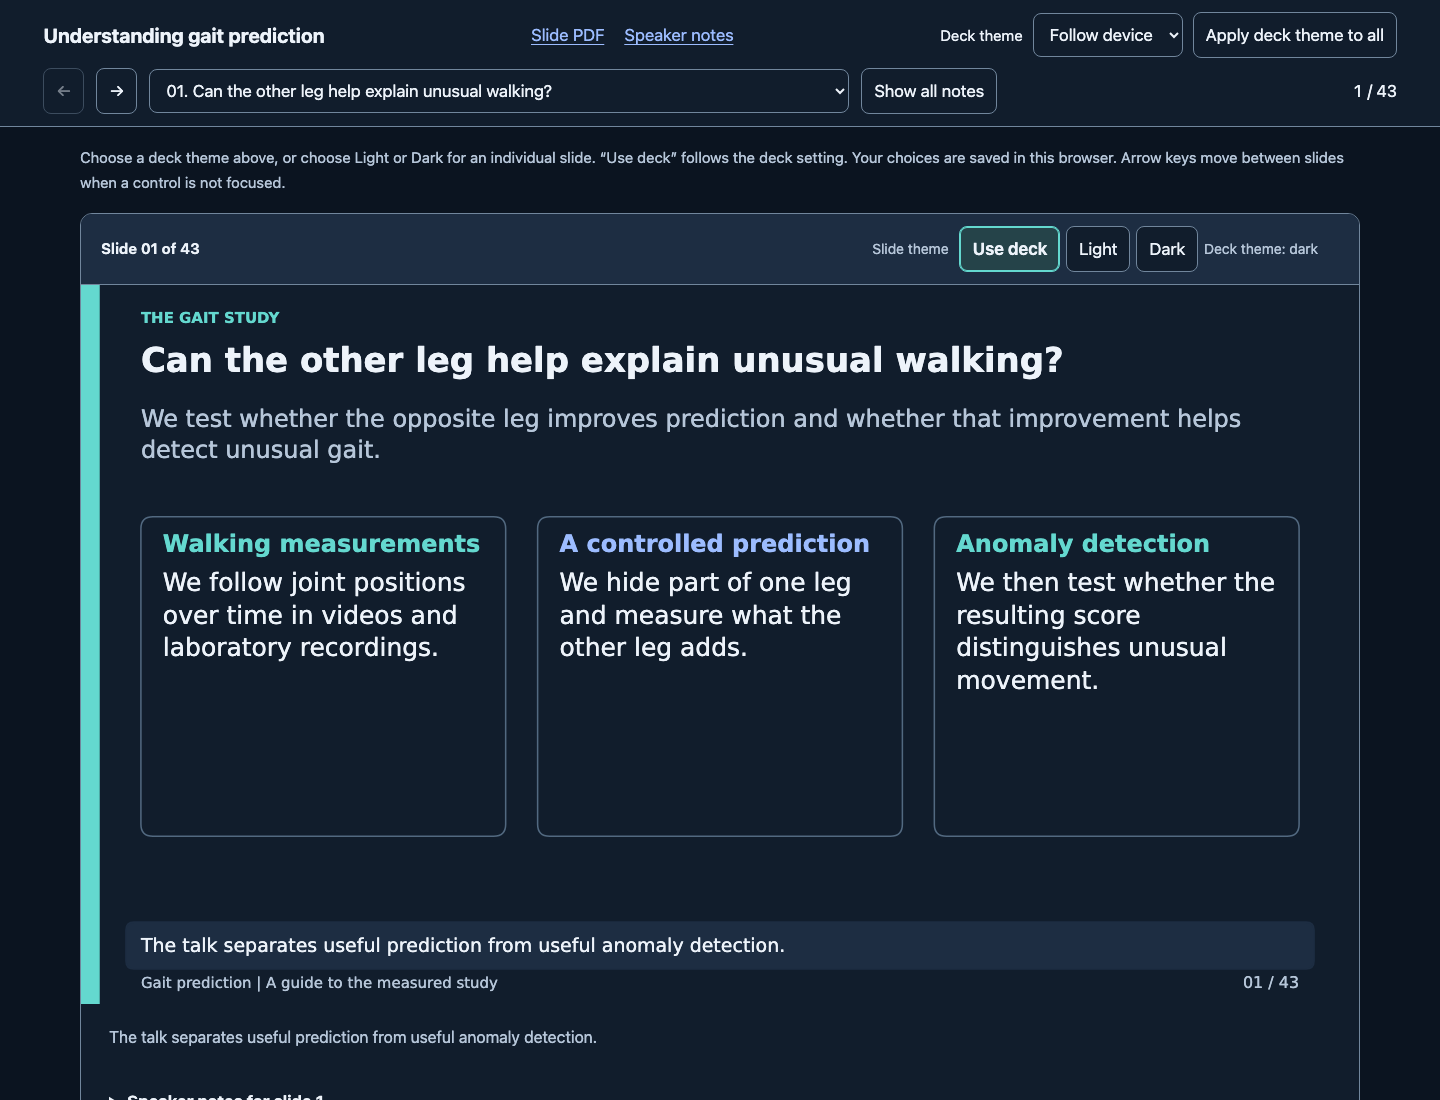 Understanding gait prediction
Slide PDF
Speaker notes
Deck theme
Follow device
Apply deck theme to all
←
→
01. Can the other leg help explain unusual walking?
Show all notes
1 / 43
Choose a deck theme above, or choose Light or Dark for an individual slide. “Use deck” follows the deck setting. Your choices are saved in this browser. Arrow keys move between slides
when a control is not focused.
Slide 01 of 43
Slide theme
Use deck
Light
Dark
Deck theme: dark
THE GAIT STUDY
Can the other leg help explain unusual walking?
We test whether the opposite leg improves prediction and whether that improvement helps
detect unusual gait.
Walking measurements
We follow joint positions
over time in videos and
laboratory recordings.
A controlled prediction
We hide part of one leg
and measure what the
other leg adds.
Anomaly detection
We then test whether the
resulting score
distinguishes unusual
movement.
The talk separates useful prediction from useful anomaly detection.
Gait prediction | A guide to the measured study
01 / 43
The talk separates useful prediction from useful anomaly detection.
Speaker notes for slide 1